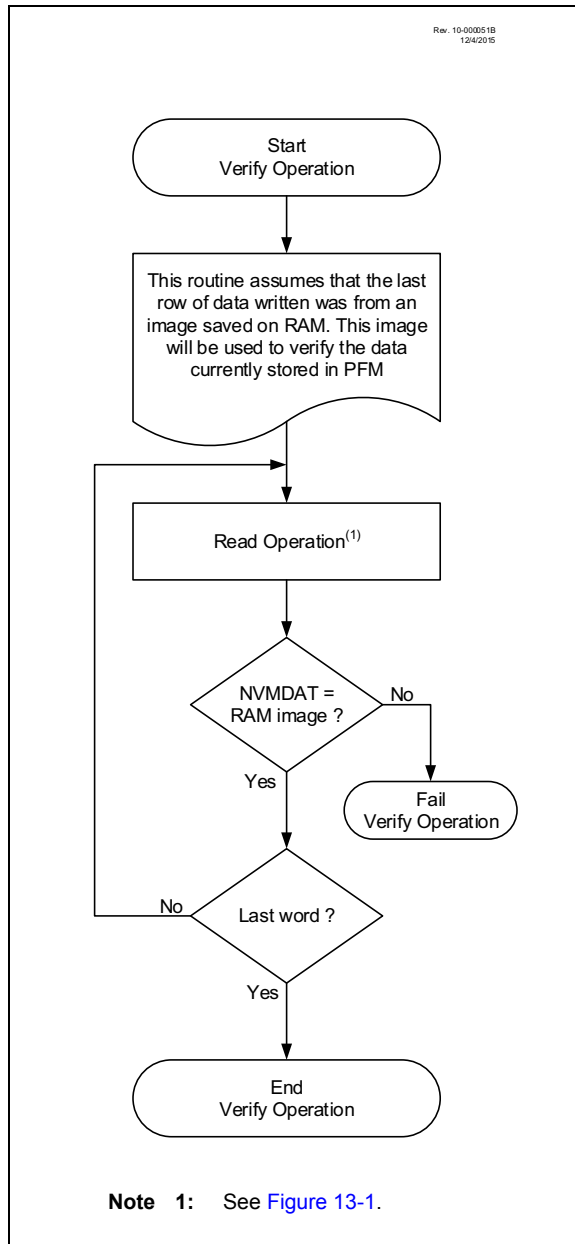 Rev. 10-000051B
12/4/2015
Start
Verify Operation
This routine assumes that the last
row of data written was from an
image saved on RAM. This image
will be used to verify the data
currently stored in PFM
Read Operation(1)
NVMDAT =
RAM image ?
No
Yes
Fail
Verify Operation
Last word ?
No
Yes
End
Verify Operation
Note 1: See Figure 13-1.